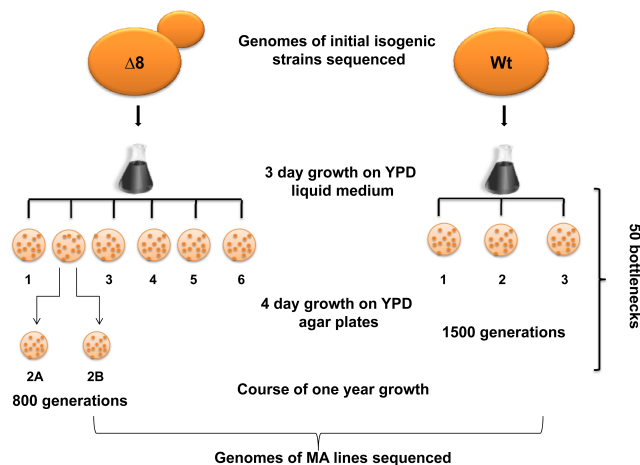 Δ8
Genomes of initial isogenic
strains sequenced
Wt
3 day growth on YPD
liquid medium
1
3
4
5
6
1
2
3
4 day growth on YPD
agar plates
1500 generations
50 bottlenecks
2A
2B
800 generations
Course of one year growth
Genomes of MA lines sequenced